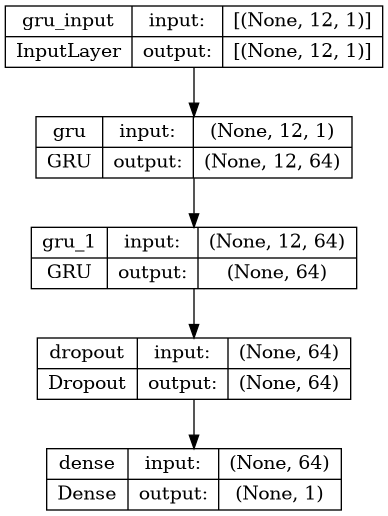 gru_input input: [(None, 12, 1)]
InputLayer output: [(None, 12, 1)]
gru input: (None, 12, 1)
GRU output: (None, 12, 64)
gru_1 input: (None, 12, 64)
GRU output: (None, 64)
dropout input: (None, 64)
Dropout output: (None, 64)
dense input: (None, 64)
Dense output: (None, 1)